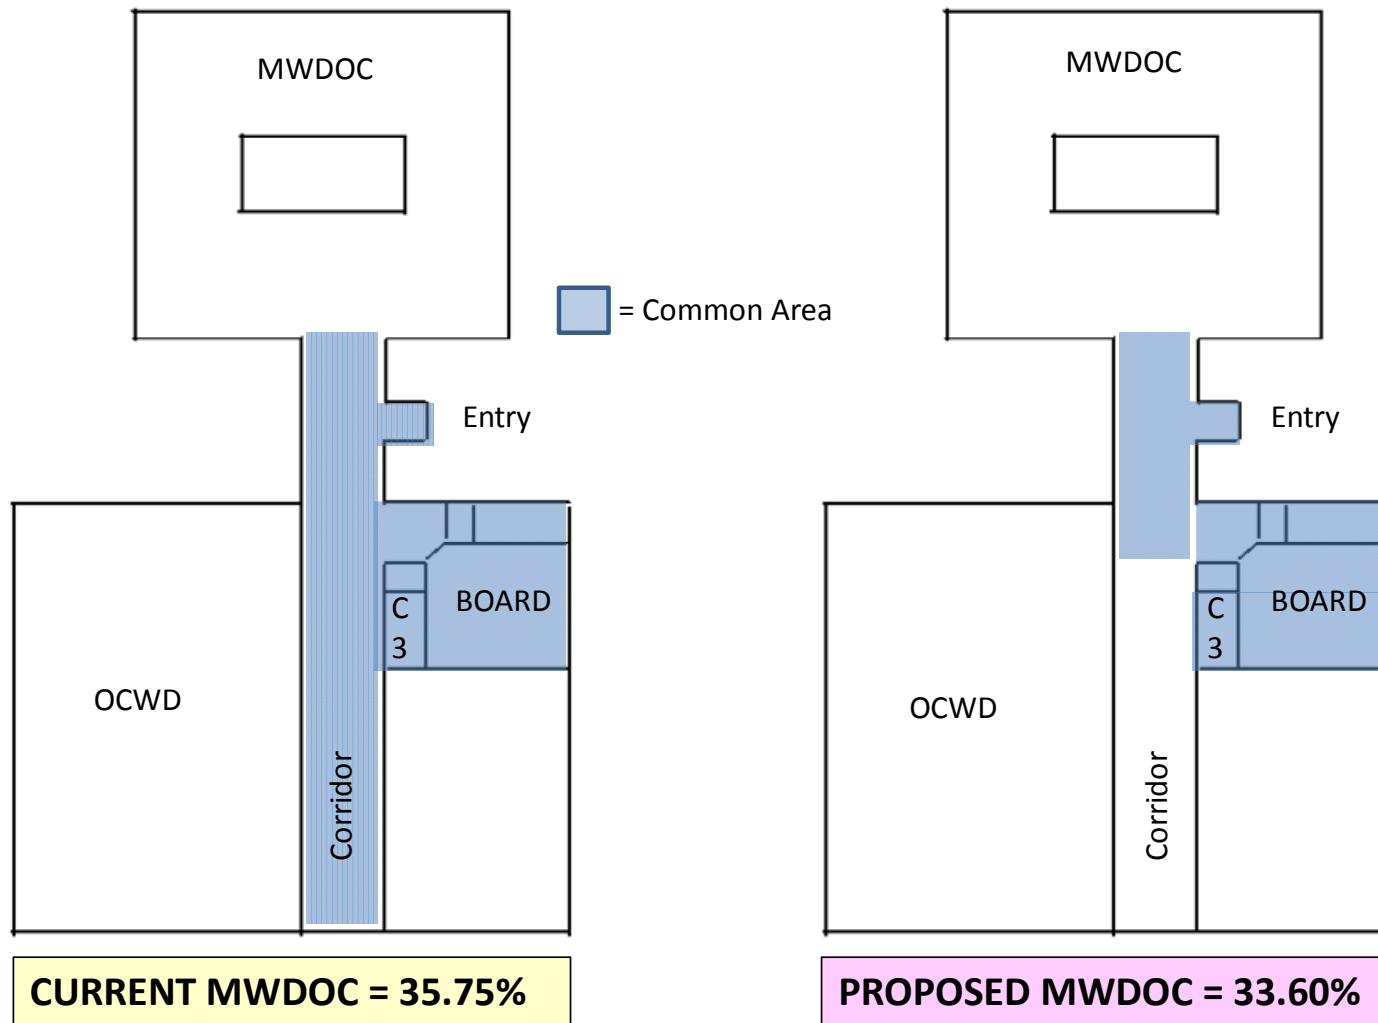 MWDOC
MWDOC
= Common Area
Entry
Entry
C
3
BOARD
C
3
BOARD
OCWD
OCWD
Corridor
Corridor
CURRENT MWDOC = 35.75%
PROPOSED MWDOC = 33.60%